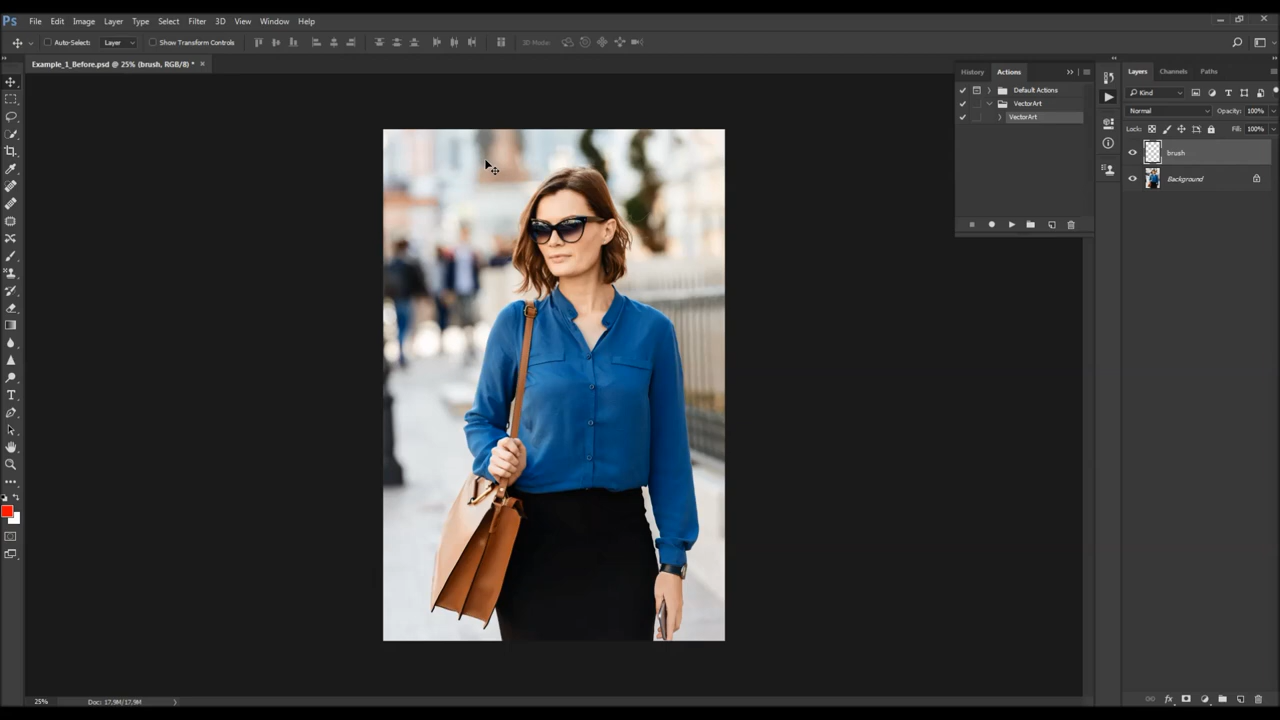 Ps File Edit Image Layer Type Select Filter 3D View Window Help
Auto-Select: Layer Show Transform Controls 3D Mode:
Example_1_Before.psd @ 25% (brush, RGB/8) *
History Actions
Default Actions
VectorArt
VectorArt
Layers Channels Paths
Kind
Normal Opacity: 100%
Lock: Fill: 100%
brush
Background
25% Doc: 17,9M/17,9M